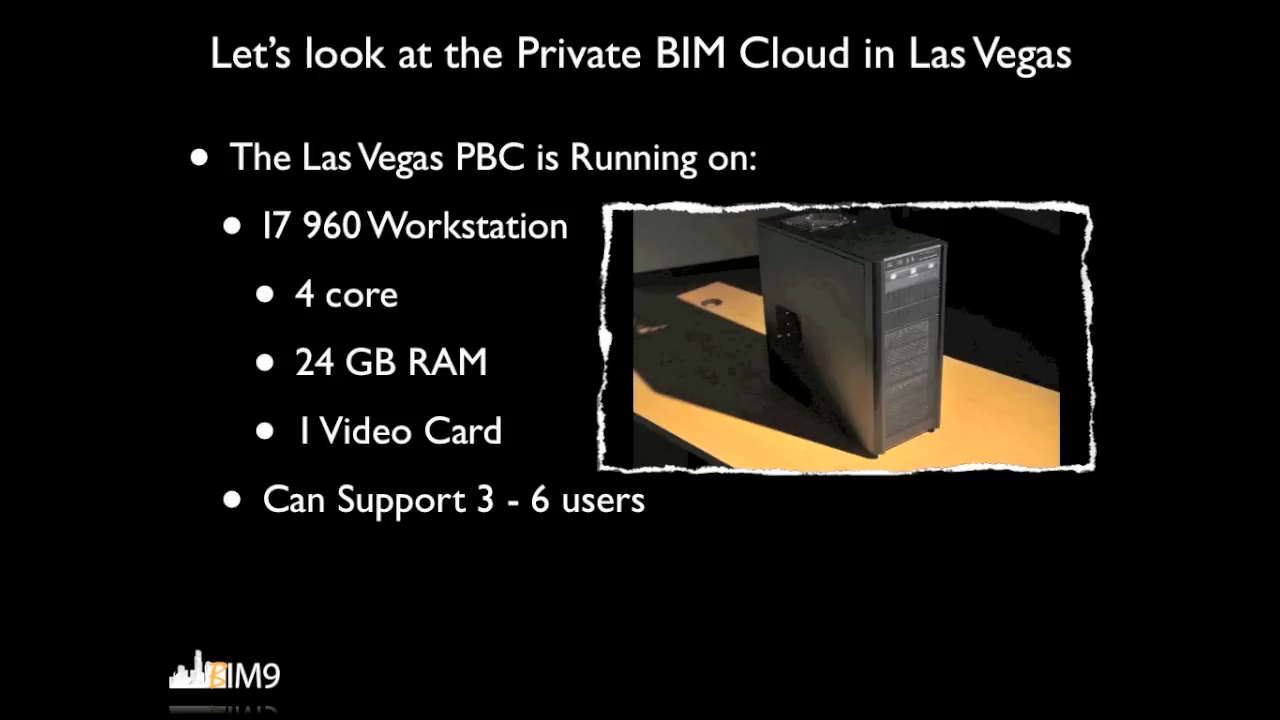 Let's look at the Private BIM Cloud in Las Vegas
• The Las Vegas PBC is Running on:
• I7 960 Workstation
• 4 core
• 24 GB RAM
• 1 Video Card
• Can Support 3 - 6 users
BIM9